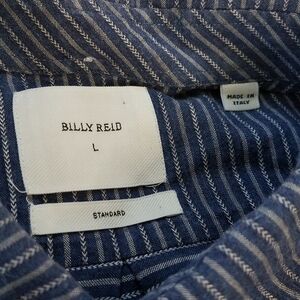 BILLY REID
L
MADE IN
ITALY
STANDARD